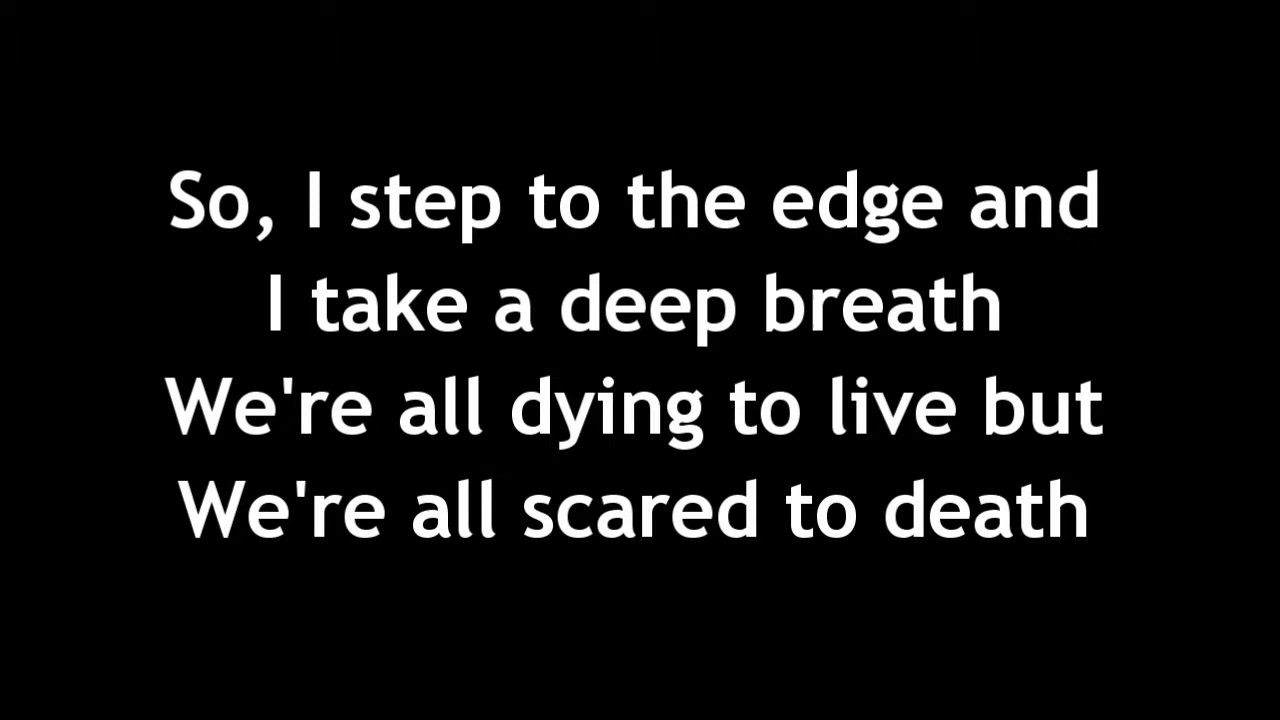 So, I step to the edge and
I take a deep breath
We're all dying to live but
We're all scared to death